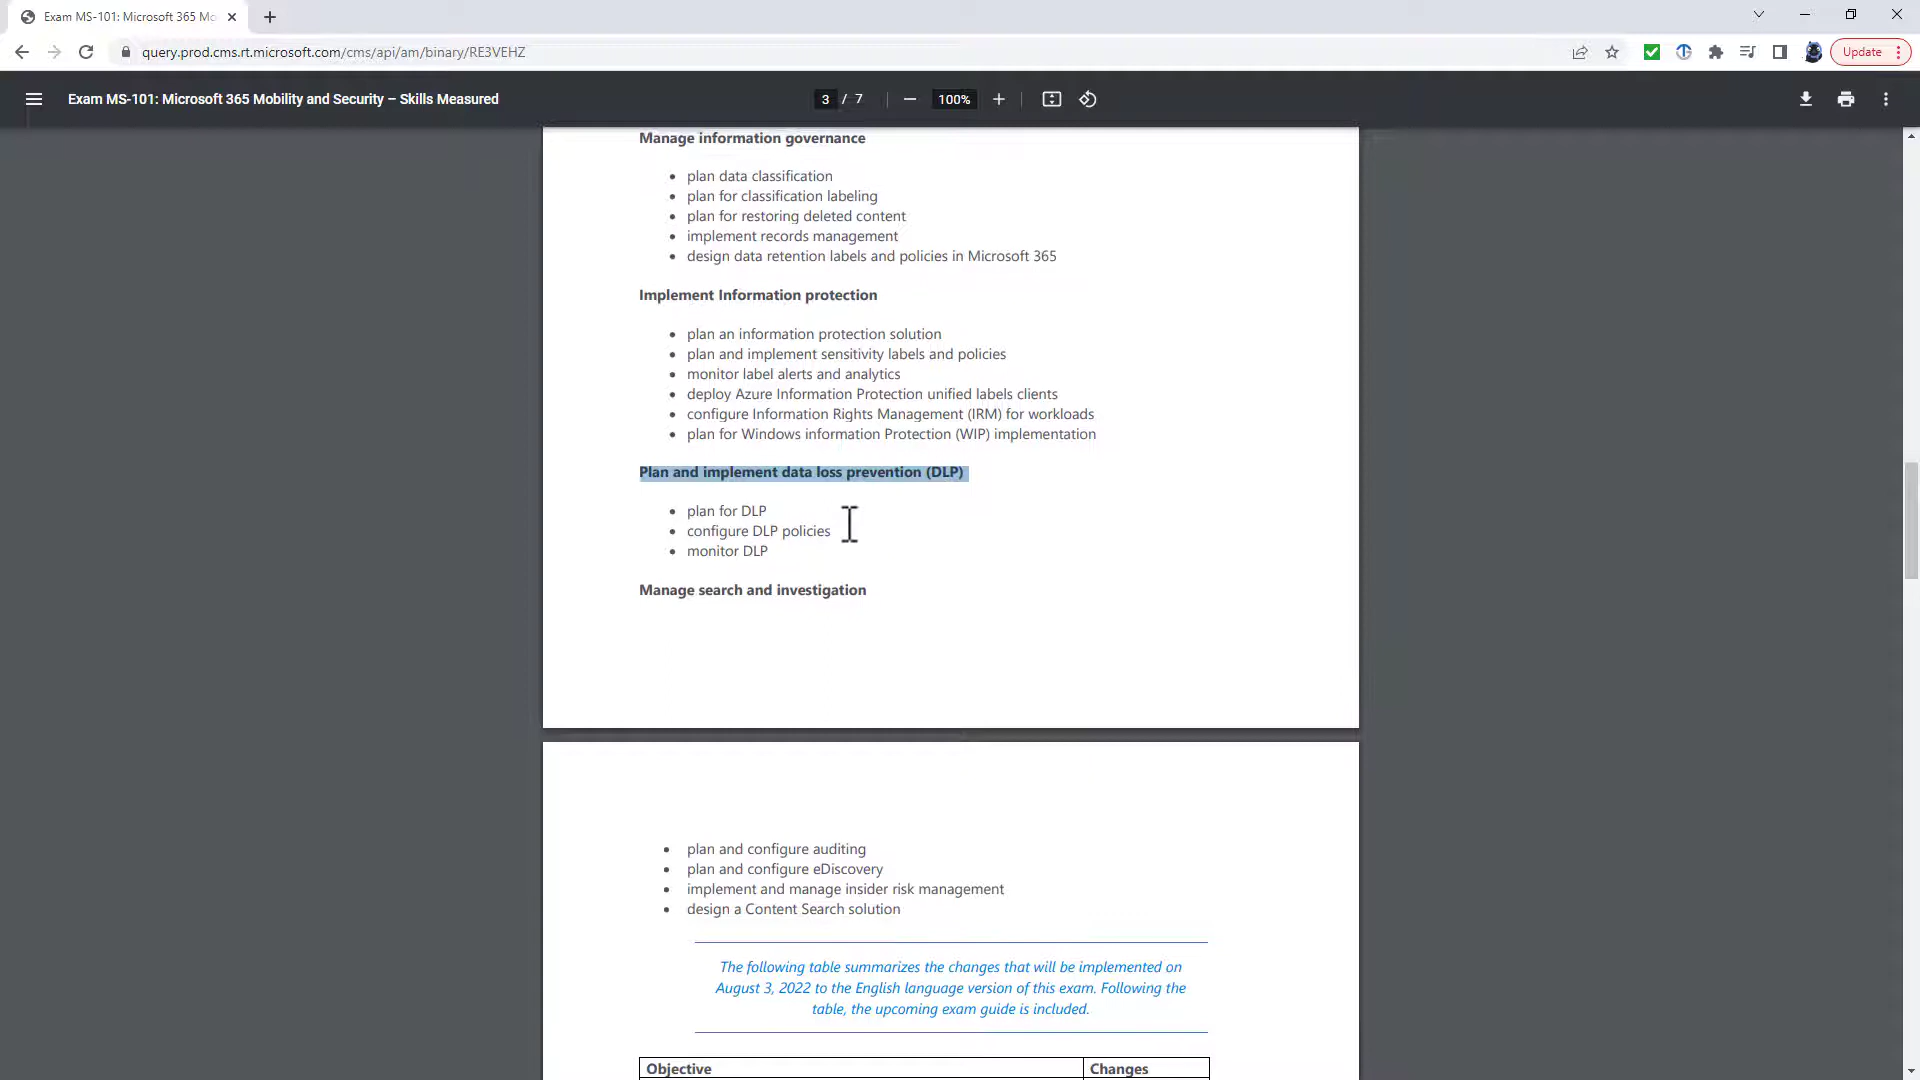 Exam MS-101: Microsoft 365 Mo
query.prod.cms.rt.microsoft.com/cms/api/am/binary/RE3VEHZ
Update
Exam MS-101: Microsoft 365 Mobility and Security – Skills Measured
3 / 7
100%
Manage information governance
• plan data classification
• plan for classification labeling
• plan for restoring deleted content
• implement records management
• design data retention labels and policies in Microsoft 365
Implement Information protection
• plan an information protection solution
• plan and implement sensitivity labels and policies
• monitor label alerts and analytics
• deploy Azure Information Protection unified labels clients
• configure Information Rights Management (IRM) for workloads
• plan for Windows information Protection (WIP) implementation
Plan and implement data loss prevention (DLP)
• plan for DLP
• configure DLP policies
• monitor DLP
Manage search and investigation
• plan and configure auditing
• plan and configure eDiscovery
• implement and manage insider risk management
• design a Content Search solution
The following table summarizes the changes that will be implemented on
August 3, 2022 to the English language version of this exam. Following the
table, the upcoming exam guide is included.
Objective Changes